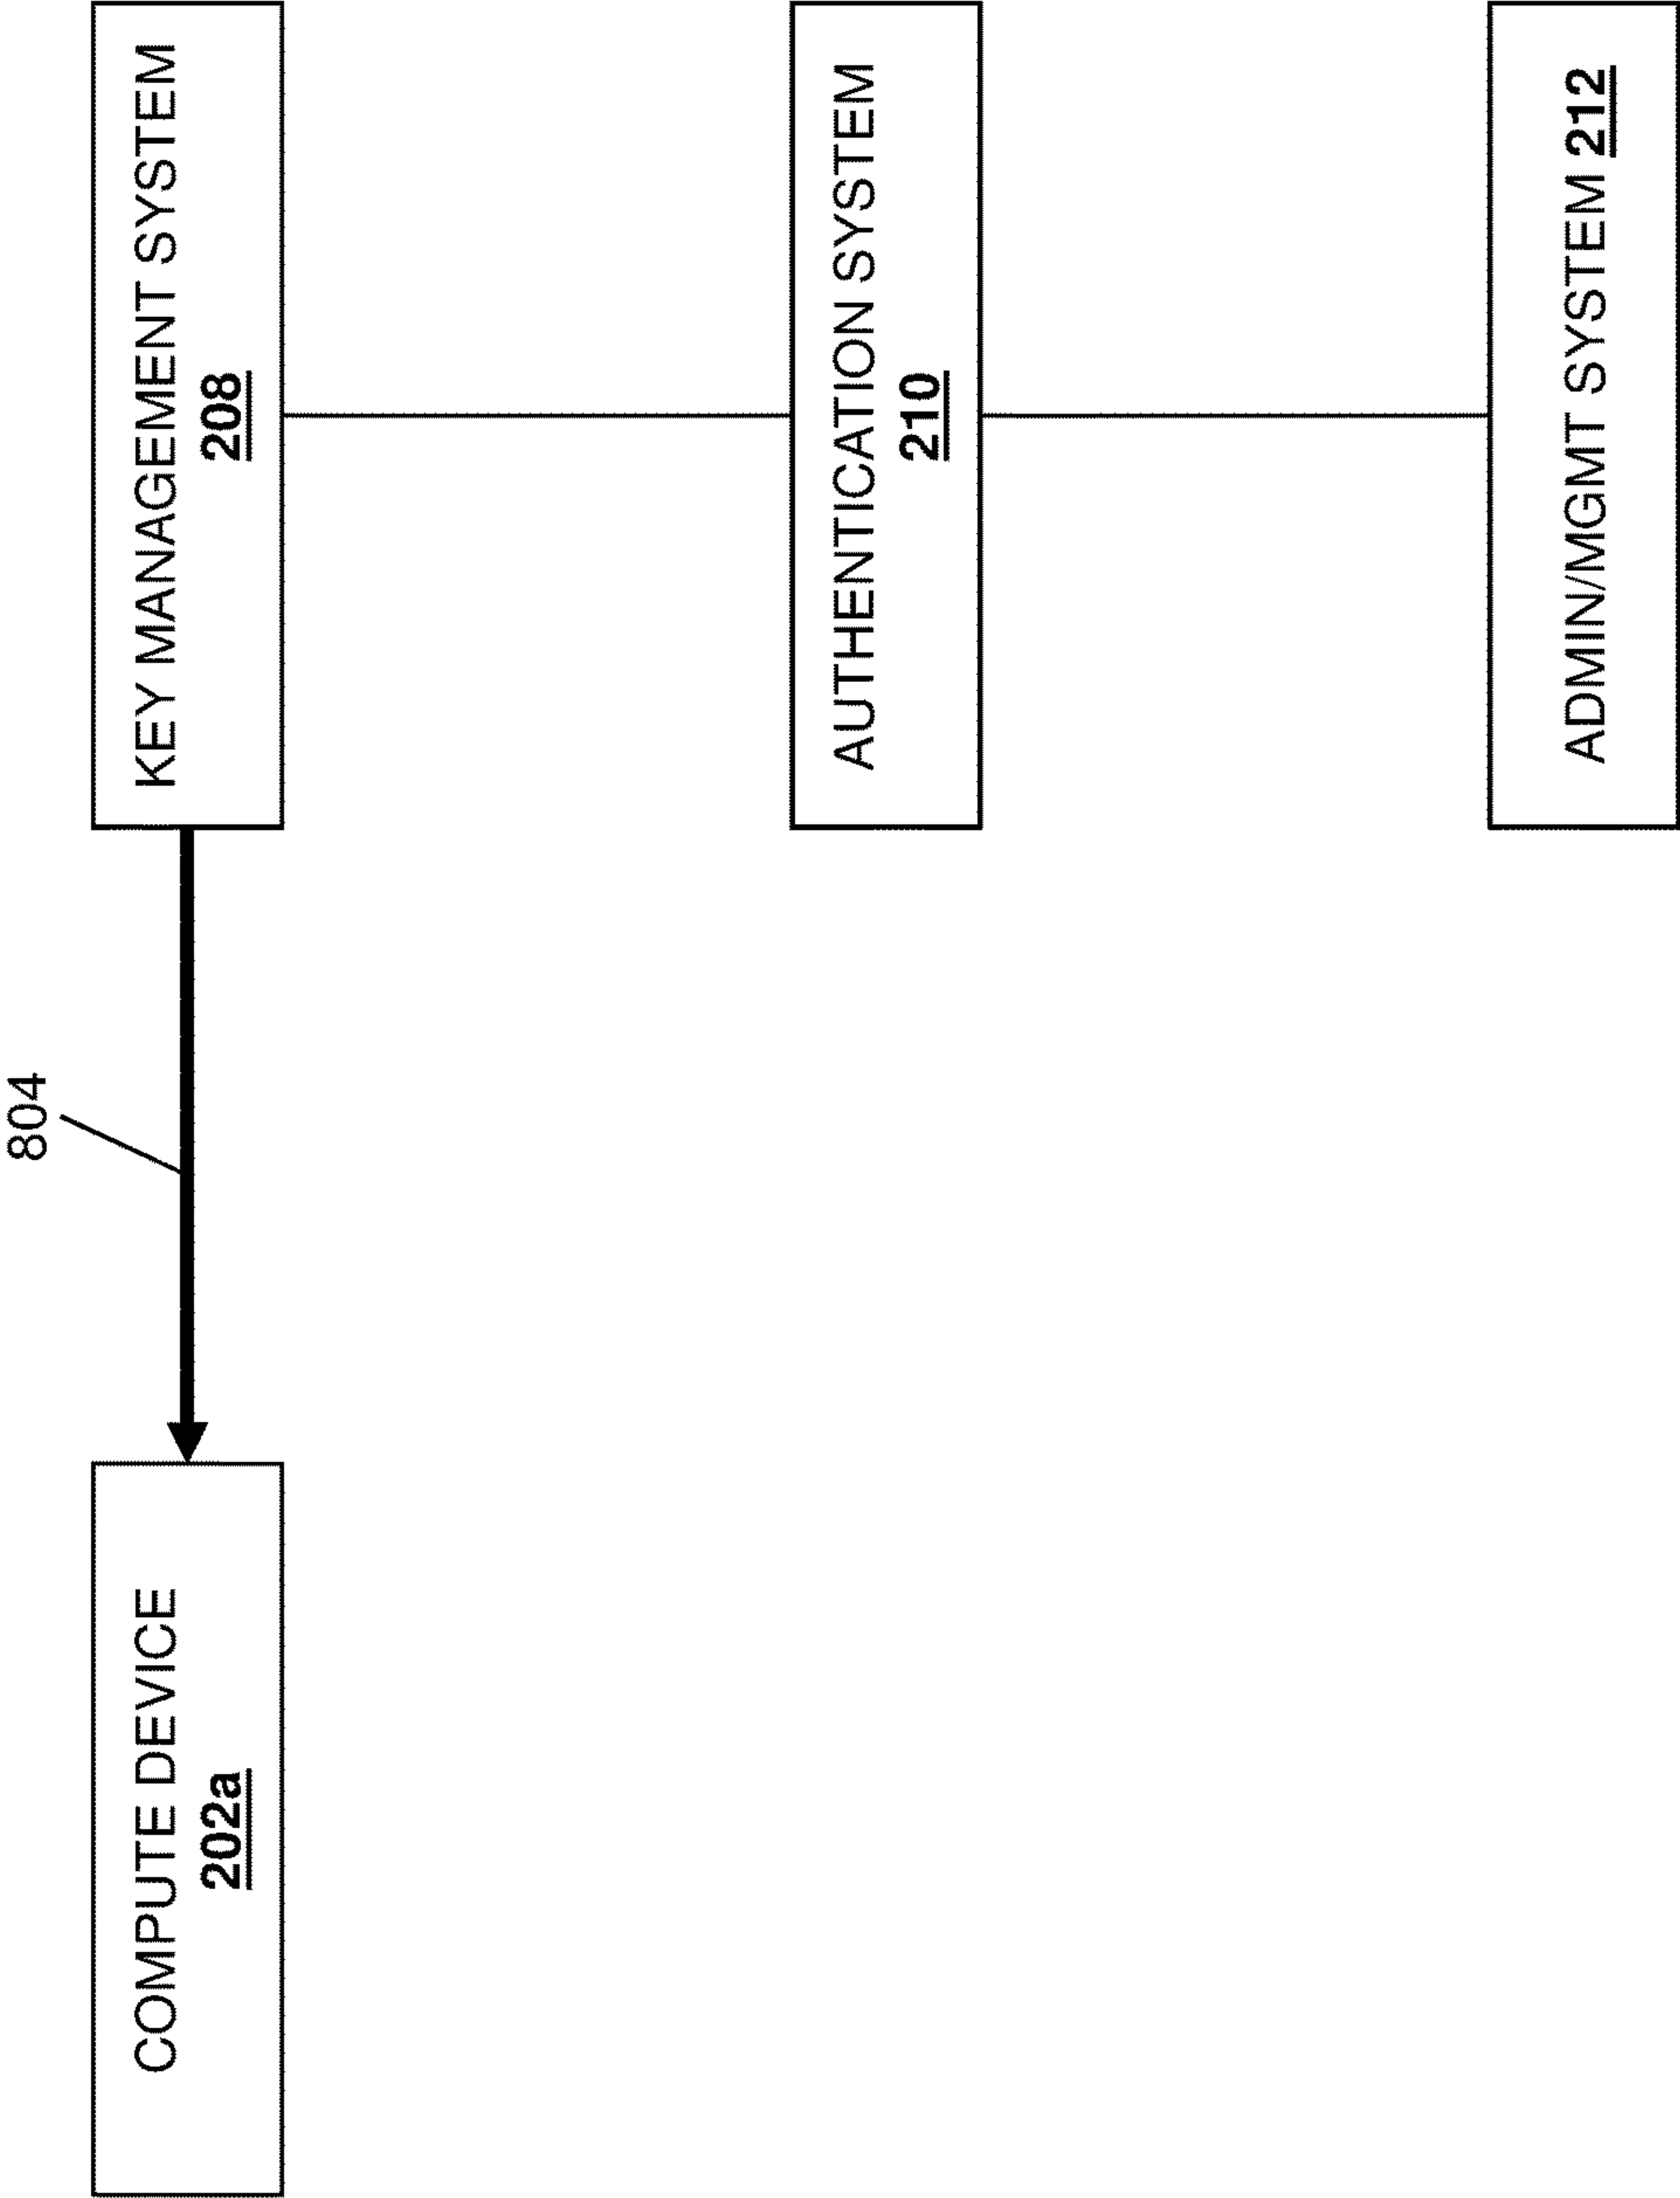 804
COMPUTE DEVICE
202a
KEY MANAGEMENT SYSTEM
208
AUTHENTICATION SYSTEM
210
ADMIN/MGMT SYSTEM 212